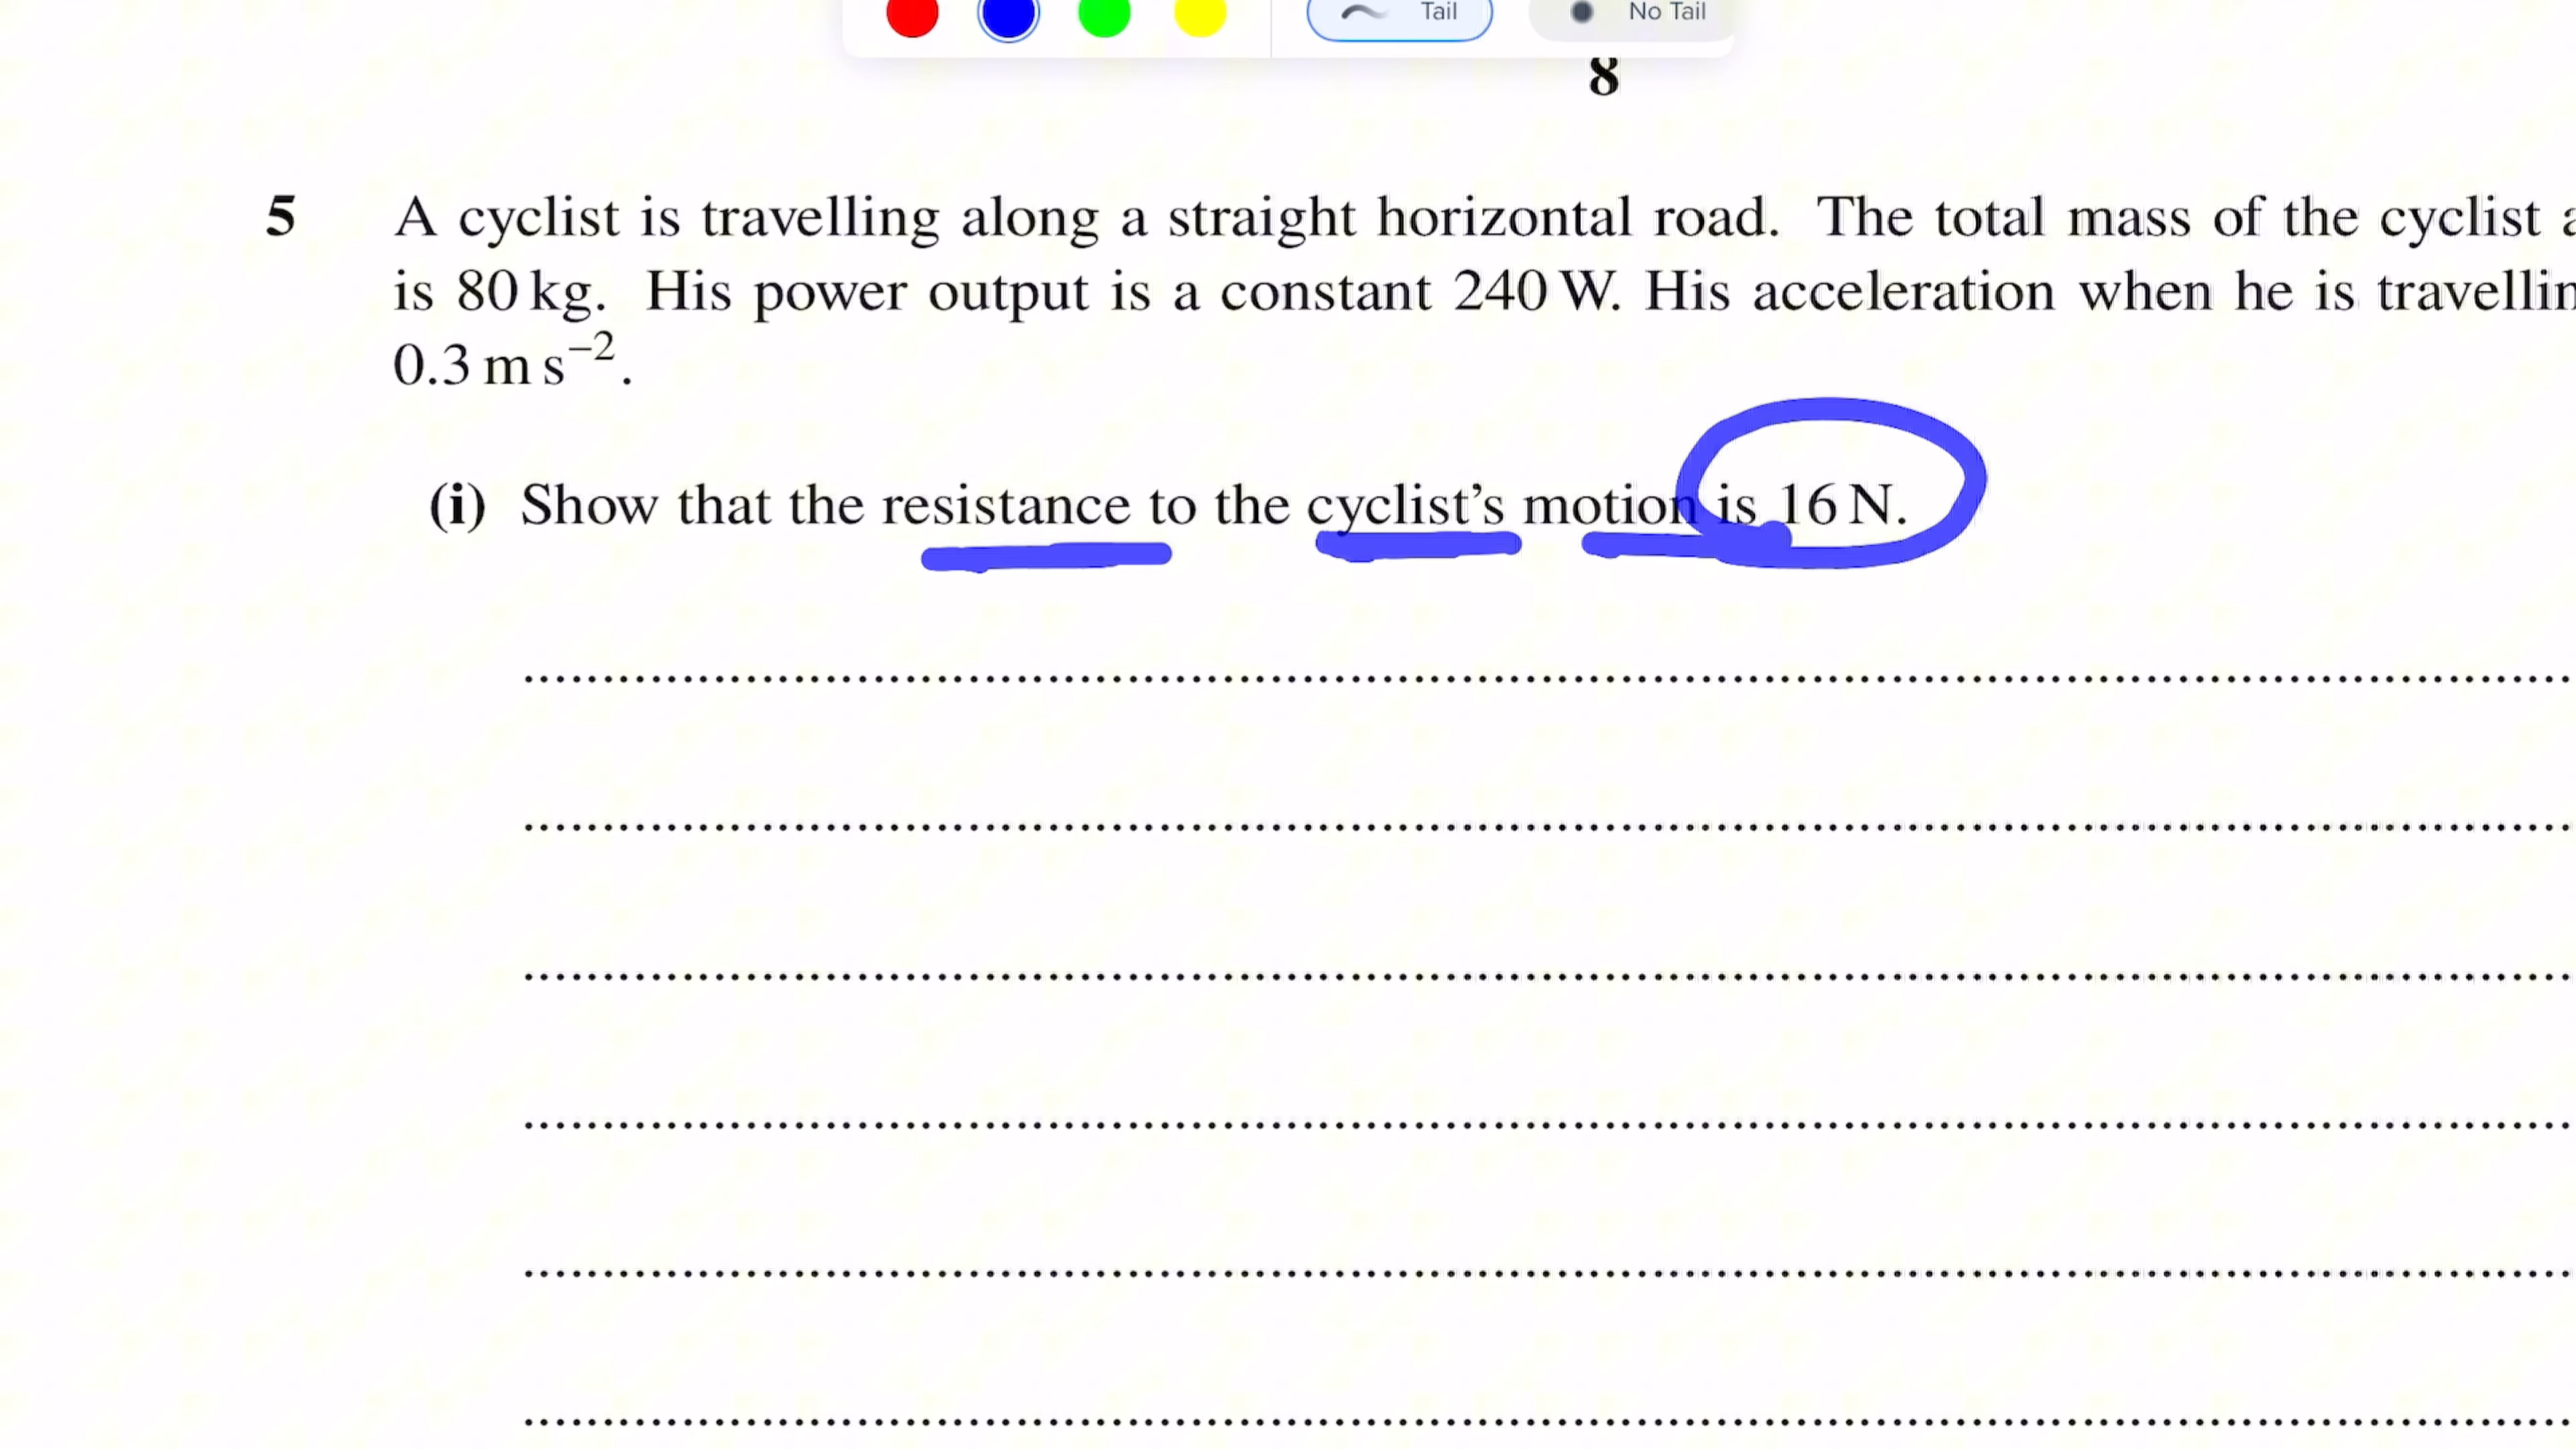 Tail
No Tail
8
5 A cyclist is travelling along a straight horizontal road. The total mass of the cyclist
is 80 kg. His power output is a constant 240 W. His acceleration when he is
0.3 m s⁻².
(i) Show that the resistance to the cyclist’s motion is 16 N.